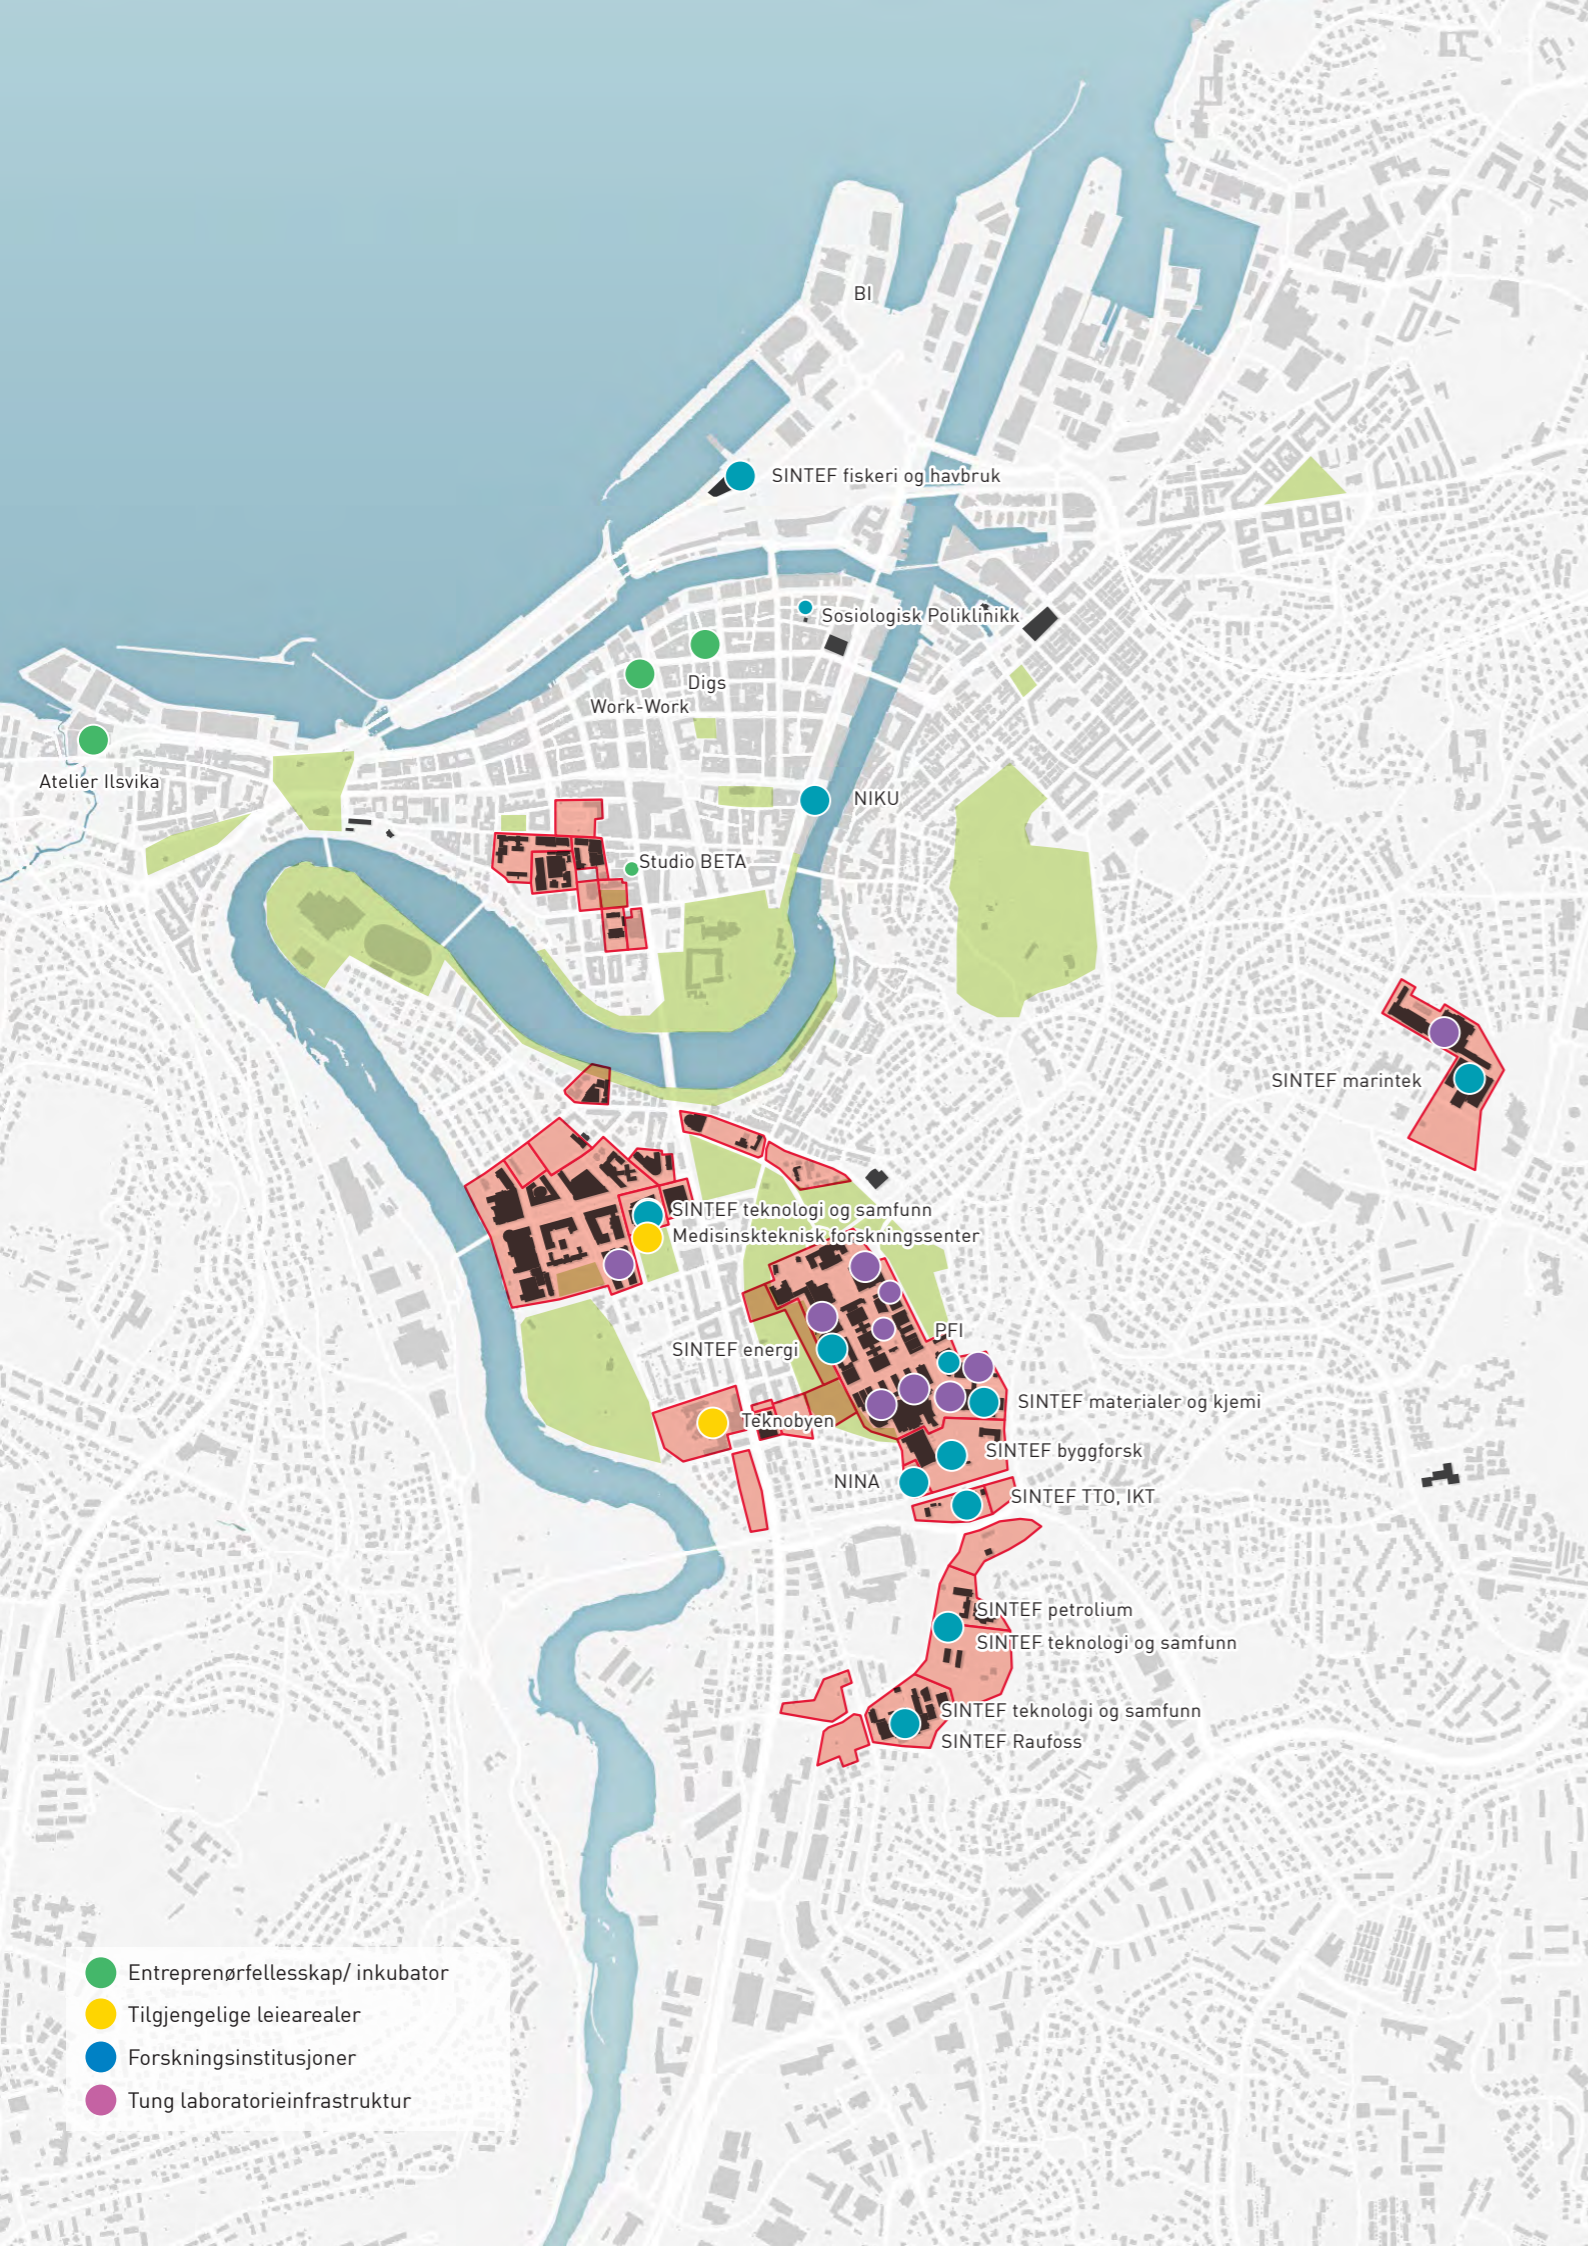 BI
SINTEF fiskeri og havbruk
Sosiologisk Poliklinikk
Digs
Work-Work
Atelier Ilsvika
NIKU
Studio BETA
SINTEF marintek
SINTEF teknologi og samfunn
Medisinskteknisk forskningssenter
PFI
SINTEF energi
SINTEF materialer og kjemi
Teknobyen
SINTEF byggforsk
NINA
SINTEF TTO, IKT
SINTEF petrolium
SINTEF teknologi og samfunn
SINTEF teknologi og samfunn
SINTEF Raufoss
Entreprenørfellesskap/ inkubator
Tilgjengelige leiearealer
Forskningsinstitusjoner
Tung laboratorieinfrastruktur